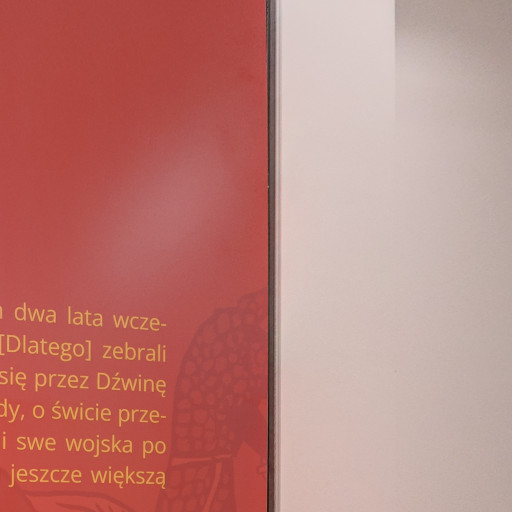 dwa lata wcze-
[Dlatego] zebrali
się przez Dźwinę
dy, o świcie prze-
i swe wojska po
jeszcze większą